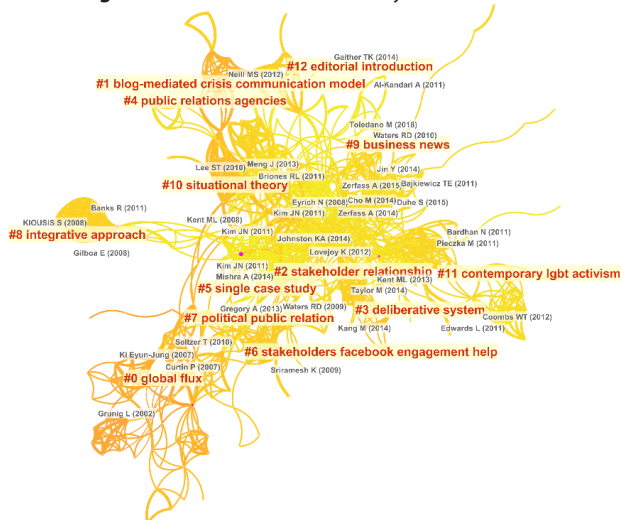 Gaither TK (2014)
#12 editorial introduction
Neill MS (2012)
#1 blog-mediated crisis communication model
Al-Kandari A (2011)
#4 public relations agencies
Toledano M (2018)
Waters RD (2010)
#9 business news
Lee ST (2010)
Meng J (2013)
Briones RL (2011)
Jin Y (2014)
#10 situational theory
Zerfass A (2015)
Bajkiewicz TE (2011)
Eyrich N (2008)
Cho M (2014)
Duho S (2015)
Banks R (2011)
Kim JN (2011)
Zerfass A (2014)
KIOUSIS S (2008)
Kent ML (2008)
#8 integrative approach
Kim JN (2011)
Johnston KA (2014)
Bardhan N (2011)
Pieczka M (2011)
Gilboa E (2008)
Lovejoy K (2012)
Kim JN (2011)
#2 stakeholder relationship
#11 contemporary lgbt activism
Mishra A (2014)
Kent ML (2013)
#5 single case study
Taylor M (2014)
Gregory A (2013)
Waters RD (2009)
#3 deliberative system
#7 political public relation
Coombs WT (2012)
Kang M (2014)
Edwards L (2011)
Seltzer T (2010)
Ki Eyun-Jung (2007)
#6 stakeholders facebook engagement help
Curtin P (2007)
Sriramesh K (2009)
#0 global flux
Grunig L (2002)